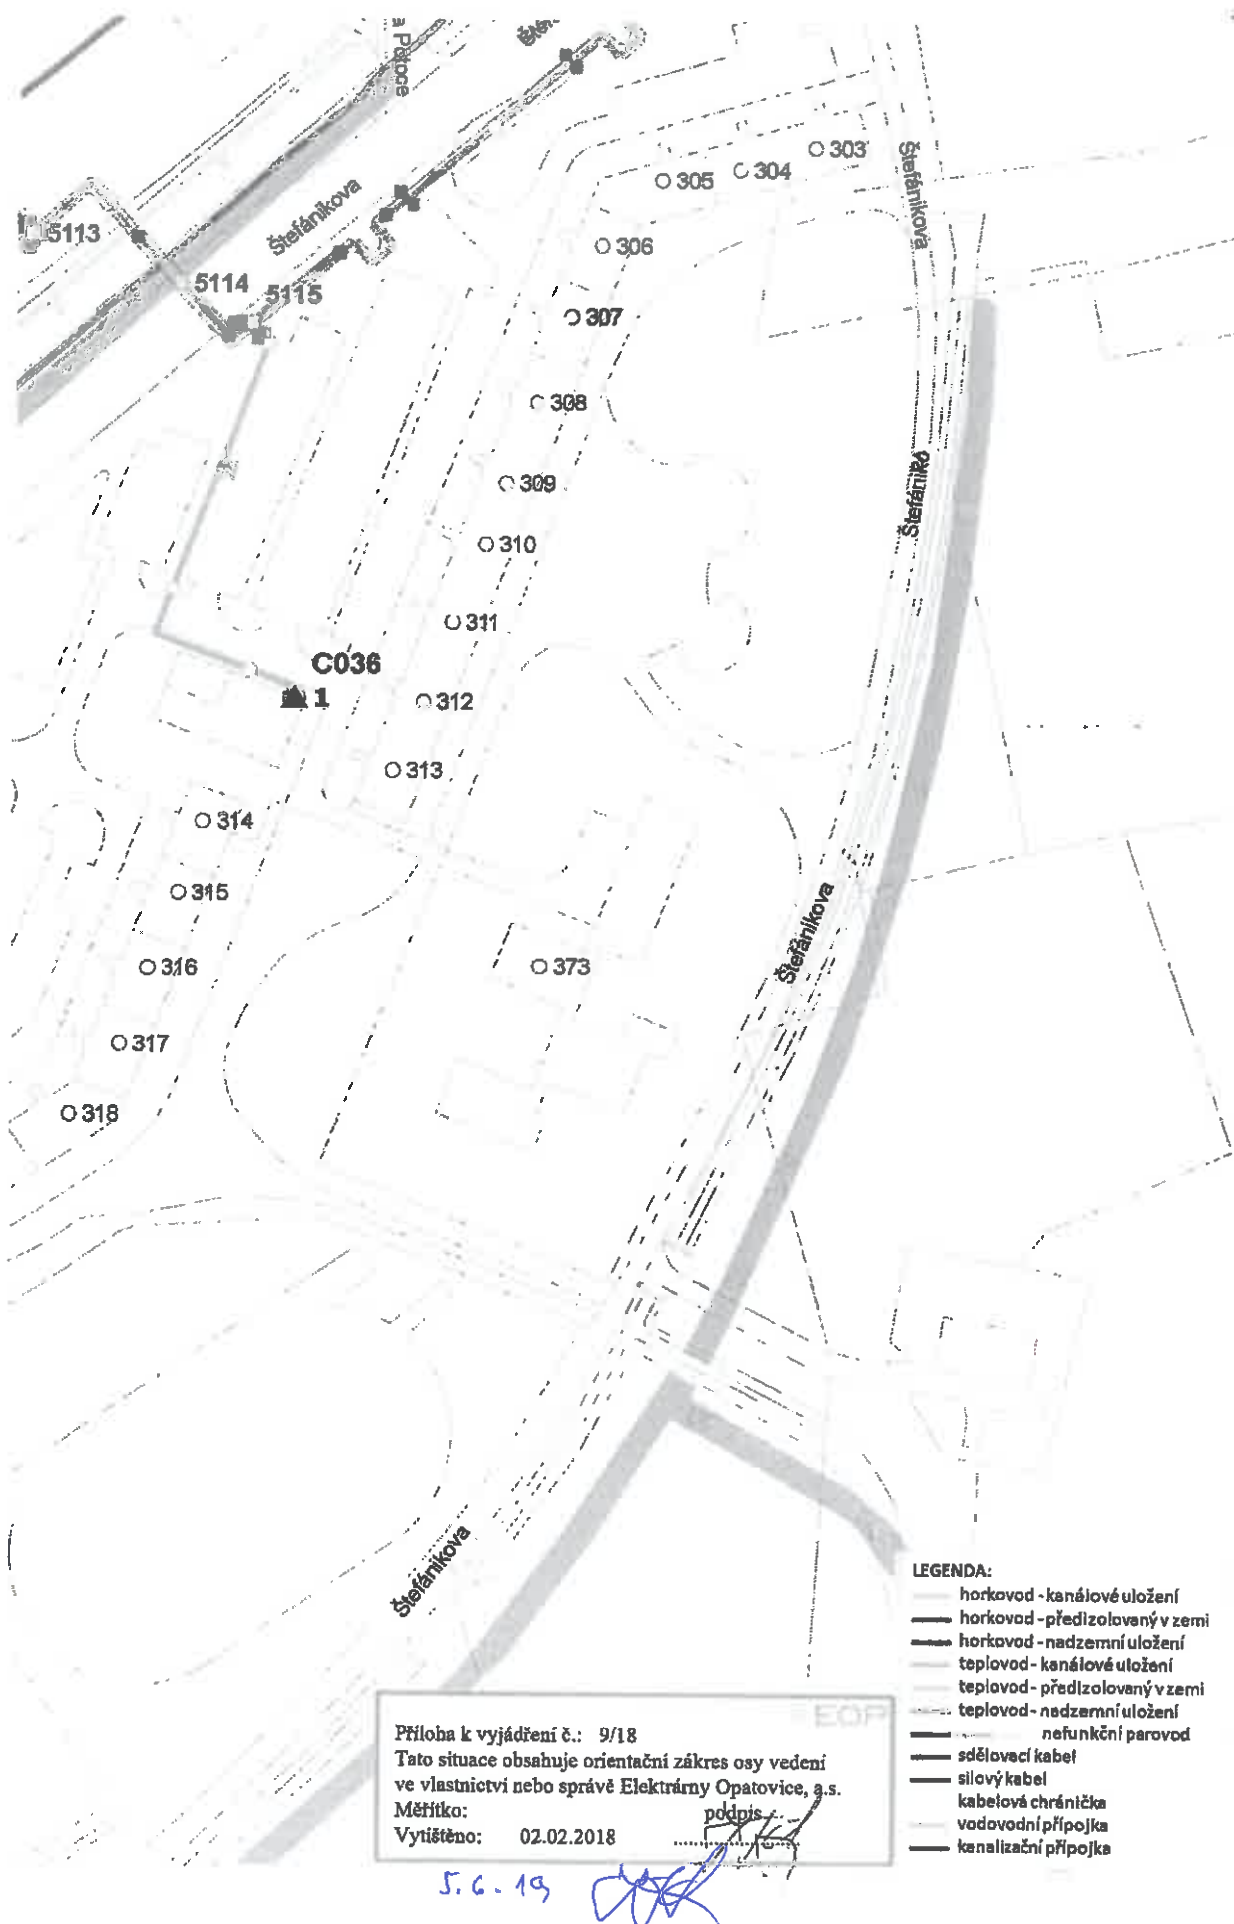 a Potoce
Štefánikova
303
304
305
306
307
308
309
310
311
312
313
314
315
316
317
318
373
5113
5114
5115
Štefánikova
Štefániko
Štefánikova
Štefánikova
C036
1
LEGENDA:
horkovod - kanálové uložení
horkovod - předizolovaný v zemi
horkovod - nadzemní uložení
teplovod - kanálové uložení
teplovod - předizolovaný v zemi
teplovod - nadzemní uložení
nefunkční parovod
sdělovací kabel
silový kabel
kabelová chránička
vodovodní přípojka
kanalizační přípojka
EOP
Příloha k vyjádření č.: 9/18
Tato situace obsahuje orientační zákres osy vedení
ve vlastnictví nebo správě Elektrárny Opatovice, a.s.
Měřítko: podpis
Vytištěno: 02.02.2018
5.6.19